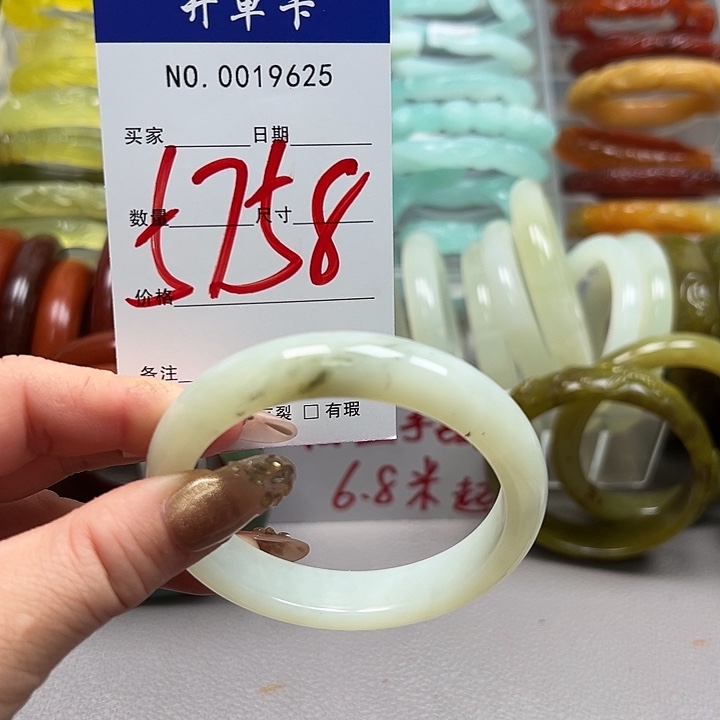 开单卡
NO. 0019625
买家 日期
5758
数量 尺寸
价格
备注
裂 □ 有瑕
6.8米起